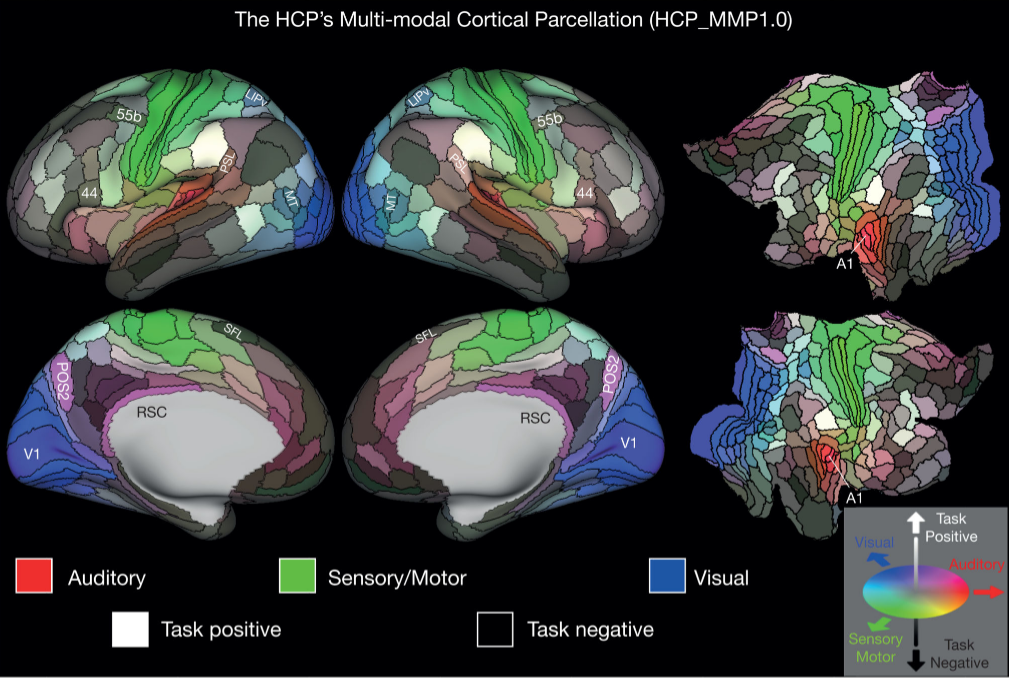 The HCP's Multi-modal Cortical Parcellation (HCP_MMP1.0)
55b
LIPv
PSL
44
MT
LIPv
55b
PSL
44
MT
A1
SFL
POS2
RSC
V1
SFL
POS2
RSC
V1
A1
Task
Positive
Visual
Auditory
Sensory
Motor
Task
Negative
Auditory
Sensory/Motor
Visual
Task positive
Task negative